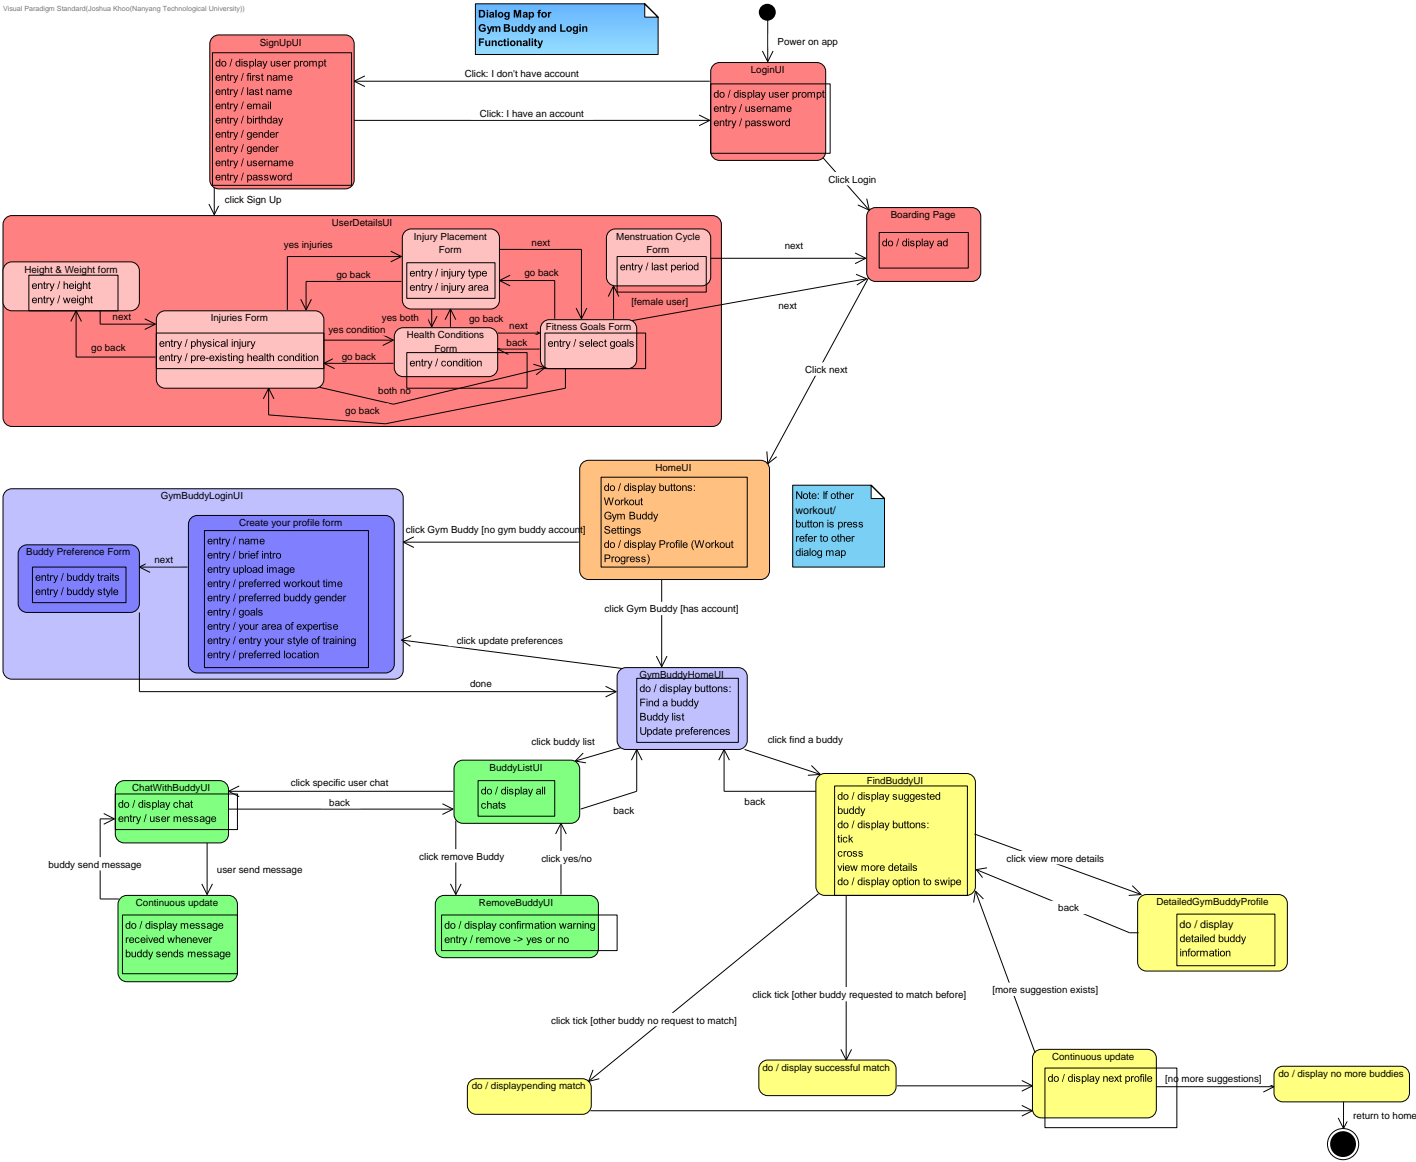 Visual Paradigm Standard(Joshua Khoo(Nanyang Technological University))
Dialog Map for
Gym Buddy and Login
Functionality
Power on app
SignUpUI
do / display user prompt
entry / first name
entry / last name
entry / email
entry / birthday
entry / gender
entry / gender
entry / username
entry / password
Click: I don't have account
Click: I have an account
LoginUI
do / display user prompt
entry / username
entry / password
Click Login
click Sign Up
Boarding Page
do / display ad
UserDetailsUI
Height & Weight form
entry / height
entry / weight
next
go back
Injuries Form
entry / physical injury
entry / pre-existing health condition
yes injuries
go back
Injury Placement
Form
entry / injury type
entry / injury area
next
go back
yes both
go back
yes condition
go back
Health Conditions
Form
entry / condition
next
back
Fitness Goals Form
entry / select goals
both no
go back
Menstruation Cycle
Form
entry / last period
[female user]
next
next
Click next
HomeUI
do / display buttons:
Workout
Gym Buddy
Settings
do / display Profile (Workout
Progress)
Note: If other
workout/
button is press
refer to other
dialog map
GymBuddyLoginUI
Create your profile form
entry / name
entry / brief intro
entry upload image
entry / preferred workout time
entry / preferred buddy gender
entry / goals
entry / your area of expertise
entry / entry your style of training
entry / preferred location
next
Buddy Preference Form
entry / buddy traits
entry / buddy style
click Gym Buddy [no gym buddy account]
click Gym Buddy [has account]
click update preferences
done
GymBuddyHomeUI
do / display buttons:
Find a buddy
Buddy list
Update preferences
click buddy list
click find a buddy
BuddyListUI
do / display all
chats
back
click specific user chat
back
ChatWithBuddyUI
do / display chat
entry / user message
buddy send message
user send message
Continuous update
do / display message
received whenever
buddy sends message
click remove Buddy
click yes/no
RemoveBuddyUI
do / display confirmation warning
entry / remove -> yes or no
back
FindBuddyUI
do / display suggested
buddy
do / display buttons:
tick
cross
view more details
do / display option to swipe
click view more details
back
DetailedGymBuddyProfile
do / display
detailed buddy
information
click tick [other buddy no request to match]
click tick [other buddy requested to match before]
[more suggestion exists]
do / displaypending match
do / display successful match
Continuous update
do / display next profile
[no more suggestions]
do / display no more buddies
return to home